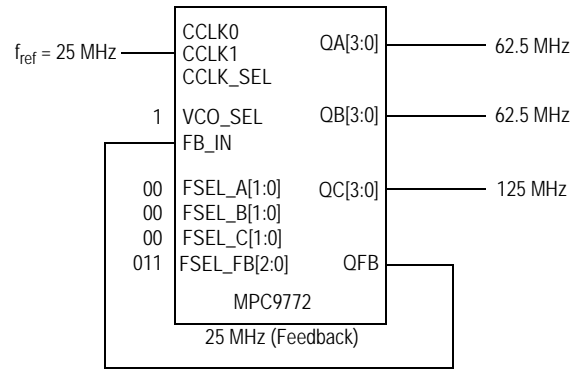 CCLK0
CCLK1
CCLK_SEL
f_ref = 25 MHz
QA[3:0]
62.5 MHz
1 VCO_SEL
FB_IN
QB[3:0]
62.5 MHz
00 FSEL_A[1:0]
00 FSEL_B[1:0]
00 FSEL_C[1:0]
011 FSEL_FB[2:0]
QC[3:0]
125 MHz
QFB
MPC9772
25 MHz (Feedback)